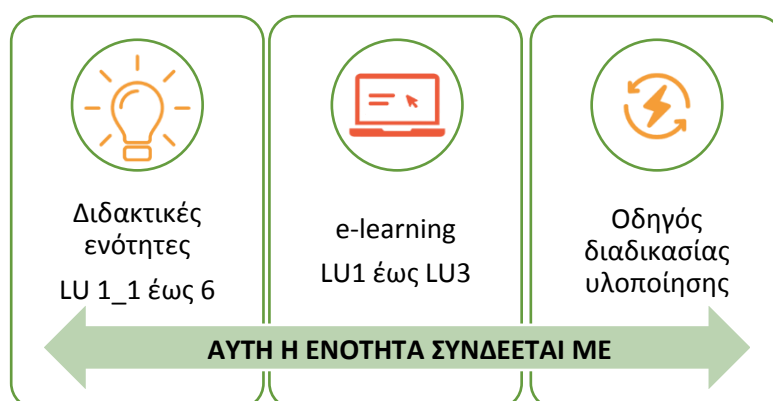 Διδακτικές
ενότητες
LU 1_1 έως 6
e-learning
LU1 έως LU3
Οδηγός
διαδικασίας
υλοποίησης
ΑΥΤΗ Η ΕΝΟΤΗΤΑ ΣΥΝΔΕΕΤΑΙ ΜΕ